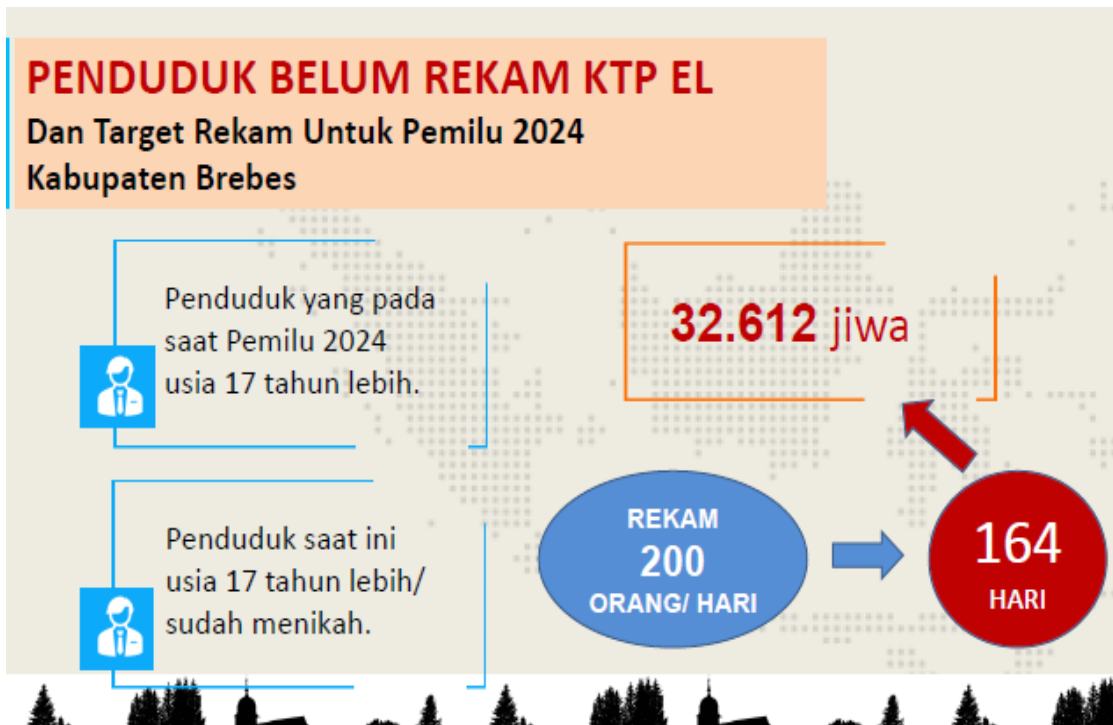 PENDUDUK BELUM REKAM KTP EL
Dan Target Rekam Untuk Pemilu 2024
Kabupaten Brebes
Penduduk yang pada
saat Pemilu 2024
usia 17 tahun lebih.
32.612 jiwa
Penduduk saat ini
usia 17 tahun lebih/
sudah menikah.
REKAM
200
ORANG/ HARI
164
HARI